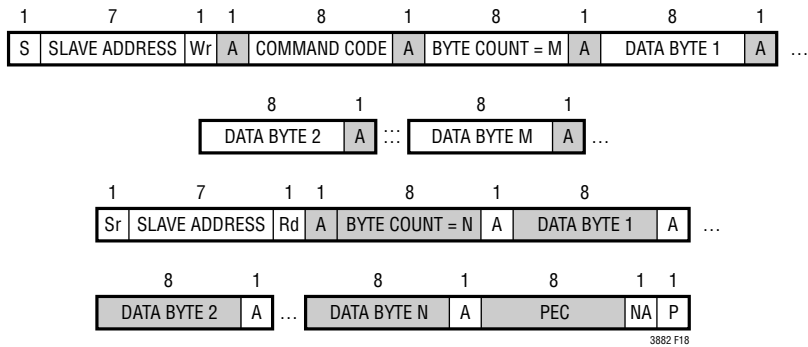 1 7 1 1 8 1 8 1 8 1
S SLAVE ADDRESS Wr A COMMAND CODE A BYTE COUNT = M A DATA BYTE 1 A …
8 1 8 1
DATA BYTE 2 A … DATA BYTE M A …
1 7 1 1 8 1 8
Sr SLAVE ADDRESS Rd A BYTE COUNT = N A DATA BYTE 1 A …
8 1 8 1 8 1 1
DATA BYTE 2 A … DATA BYTE N A PEC NA P
3882 F18